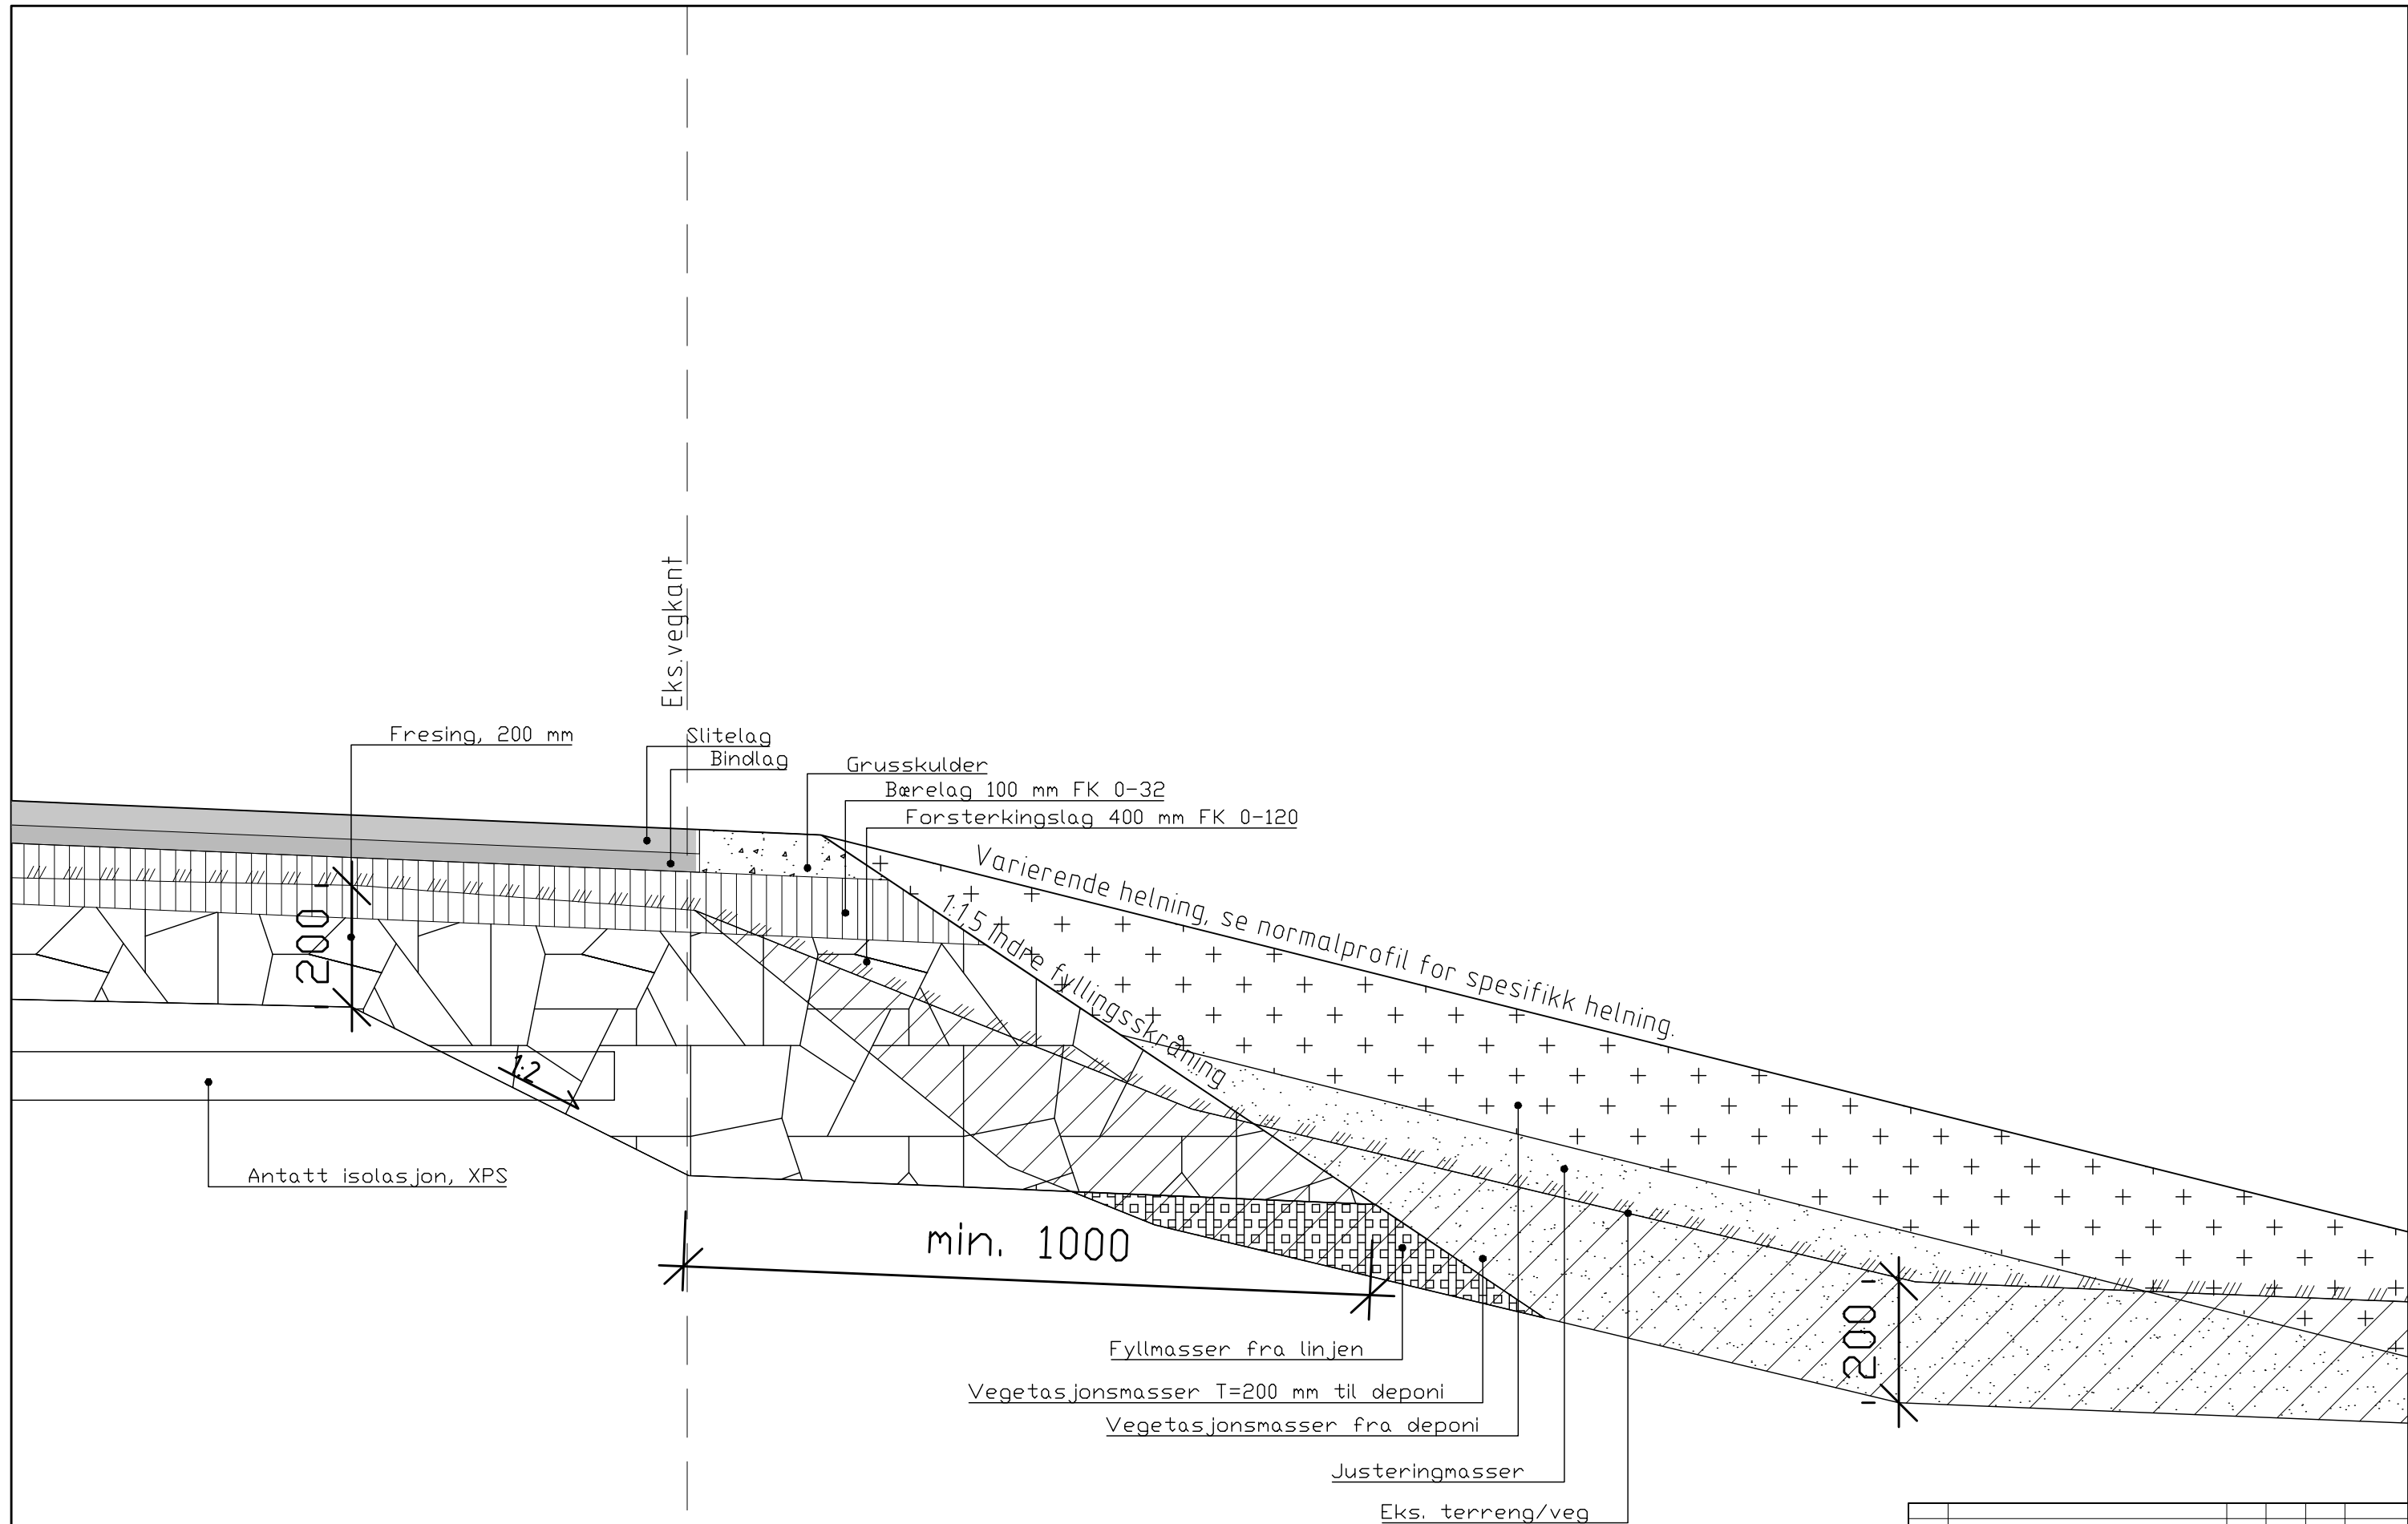 Eks.vegkant
Fresing, 200 mm
Slitelag
Bindlag
Grusskulder
Bærelag 100 mm FK 0-32
Forsterkingslag 400 mm FK 0-120
Varierende helning, se normalprofil for spesifikk helning.
1:1,5 Indre fyllingsskråning
200
1:2
Antatt isolasjon, XPS
min. 1000
200
Fyllmasser fra linjen
Vegetasjonsmasser T=200 mm til deponi
Vegetasjonsmasser fra deponi
Justeringmasser
Eks. terreng/veg